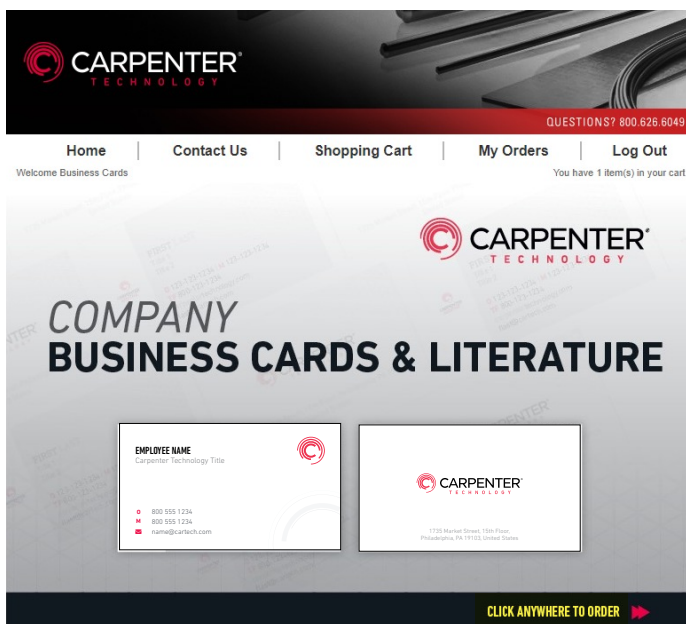 CARPENTER®
TECHNOLOGY
QUESTIONS? 800.626.6049
Home | Contact Us | Shopping Cart | My Orders | Log Out
Welcome Business Cards You have 1 item(s) in your cart
CARPENTER®
TECHNOLOGY
COMPANY
BUSINESS CARDS & LITERATURE
EMPLOYEE NAME
Carpenter Technology Title
O 800 555 1234
M 800 555 1234
name@cartech.com
CARPENTER
TECHNOLOGY
1735 Market Street, 15th Floor,
Philadelphia, PA 19103, United States
CLICK ANYWHERE TO ORDER